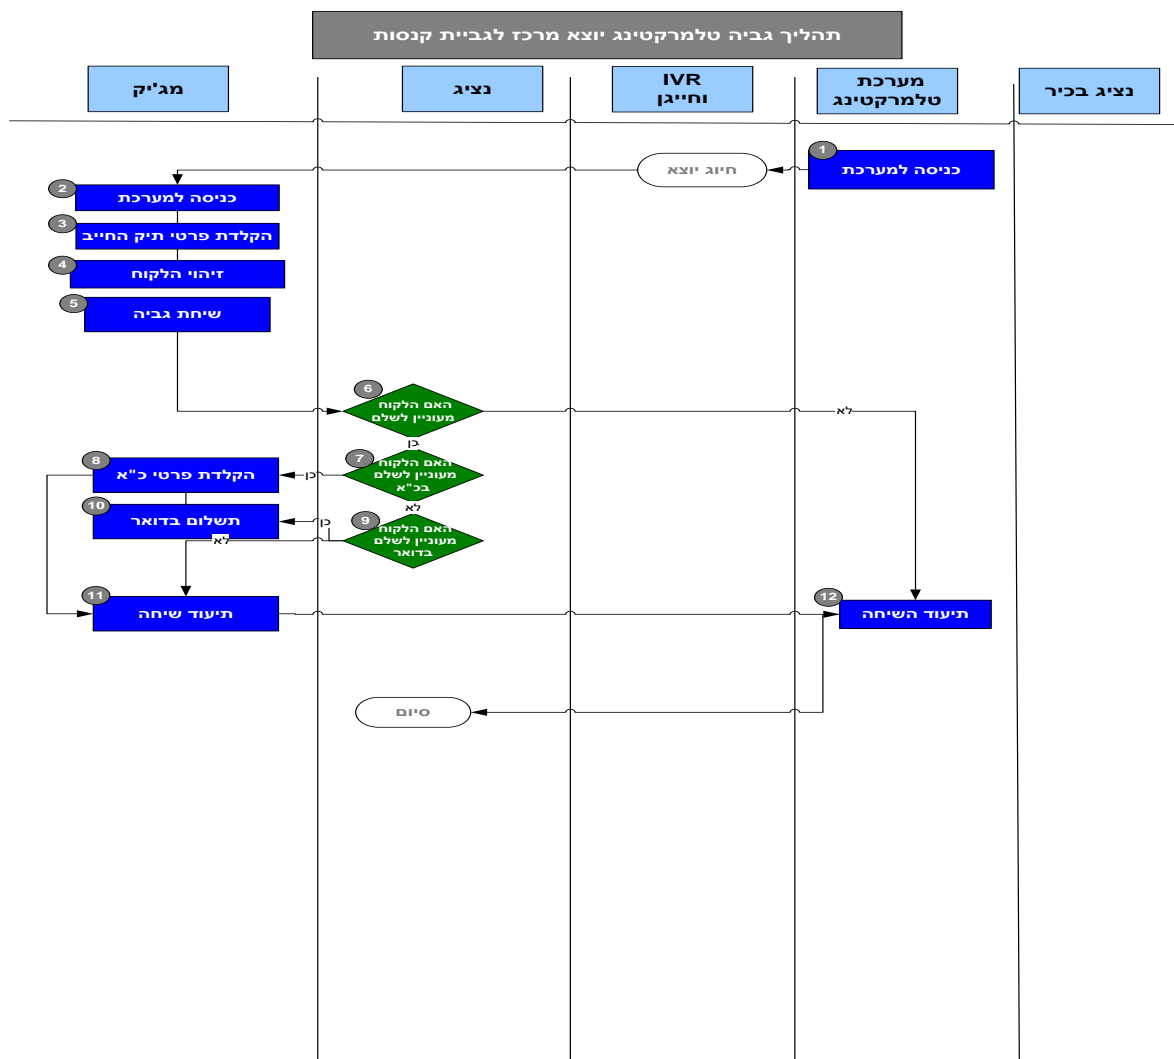 תהליך גביה טלמרקטינג יוצא מרכז לגביית קנסות
נציג בכיר
מערכת
טלמרקטינג
IVR
וחייגן
נציג
מג'יק
1
כניסה למערכת
חיוג יוצא
2
כניסה למערכת
3
הקלדת פרטי תיק החייב
4
זיהוי הלקוח
5
שיחת גביה
6
האם הלקוח
מעוניין לשלם
לא
כן
7
האם הלקוח
מעוניין לשלם
בכ"א
כן
8
הקלדת פרטי כ"א
לא
9
האם הלקוח
מעוניין לשלם
בדואר
כן
10
תשלום בדואר
לא
11
תיעוד שיחה
12
תיעוד השיחה
סיום